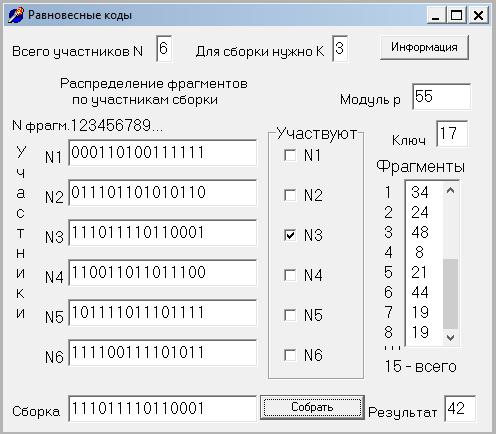 Равновесные коды
Всего участников N 6 Для сборки нужно K 3 Информация
Распределение фрагментов
по участникам сборки
Модуль p 55
N фрагм.123456789...
Участвуют
Ключ 17
Участники
Фрагменты
N1 000110100111111 N1
N2 011101101010110 N2
N3 111011110110001 N3
N4 110011011011100 N4
N5 101111011101111 N5
N6 111100111101011 N6
1 34
2 24
3 48
4 8
5 21
6 44
7 19
8 19
15 - всего
Сборка 111011110110001 Собрать Результат 42